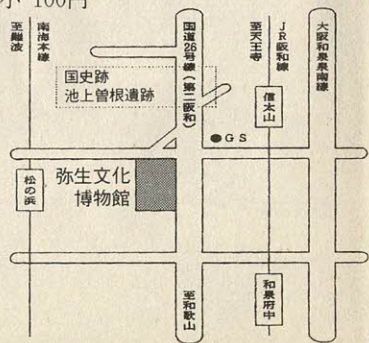 100円
至難波
南海本線
国道26号線(第二阪和)
至天王寺
JR阪和線
大阪和泉泉南線
国史跡
池上曽根遺跡
信太山
●GS
松の浜
弥生文化
博物館
至和歌山
和泉府中